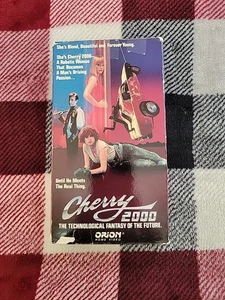 She's Blond, Beautiful and Forever Young.
She's Cherry 2000
A Robotic Woman
That Becomes
A Man's Driving
Passion...
Until He Meets
The Real Thing.
Cherry
2000
THE TECHNOLOGICAL FANTASY OF THE FUTURE.
ORION
HOME VIDEO